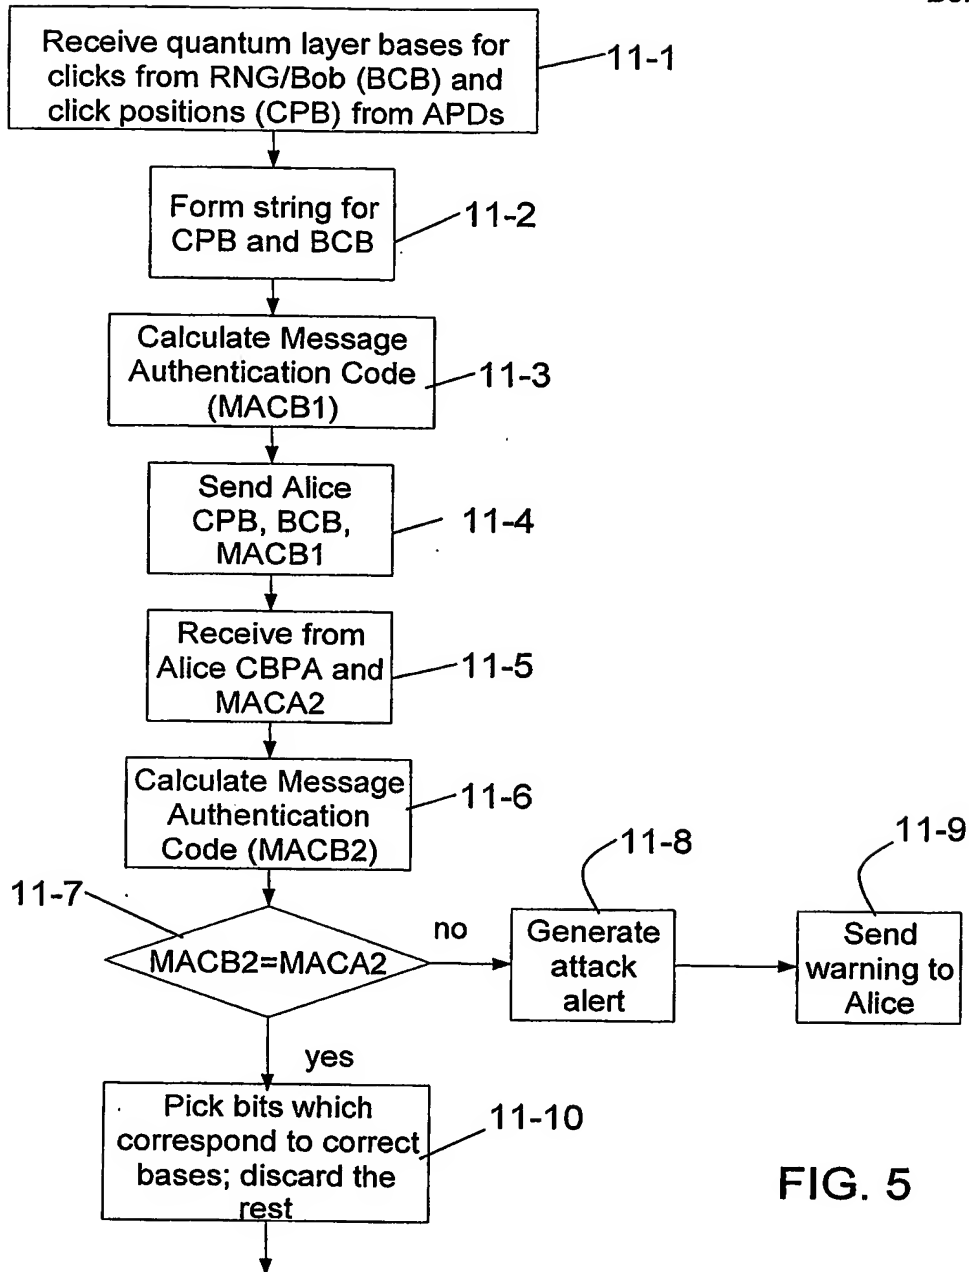 Receive quantum layer bases for
clicks from RNG/Bob (BCB) and
click positions (CPB) from APDs
11-1
Form string for
CPB and BCB
11-2
Calculate Message
Authentication Code
(MACB1)
11-3
Send Alice
CPB, BCB,
MACB1
11-4
Receive from
Alice CBPA and
MACA2
11-5
Calculate Message
Authentication
Code (MACB2)
11-6
11-7
MACB2=MACA2
no
11-8
Generate
attack
alert
11-9
Send
warning to
Alice
yes
Pick bits which
correspond to correct
bases; discard the
rest
11-10
FIG. 5